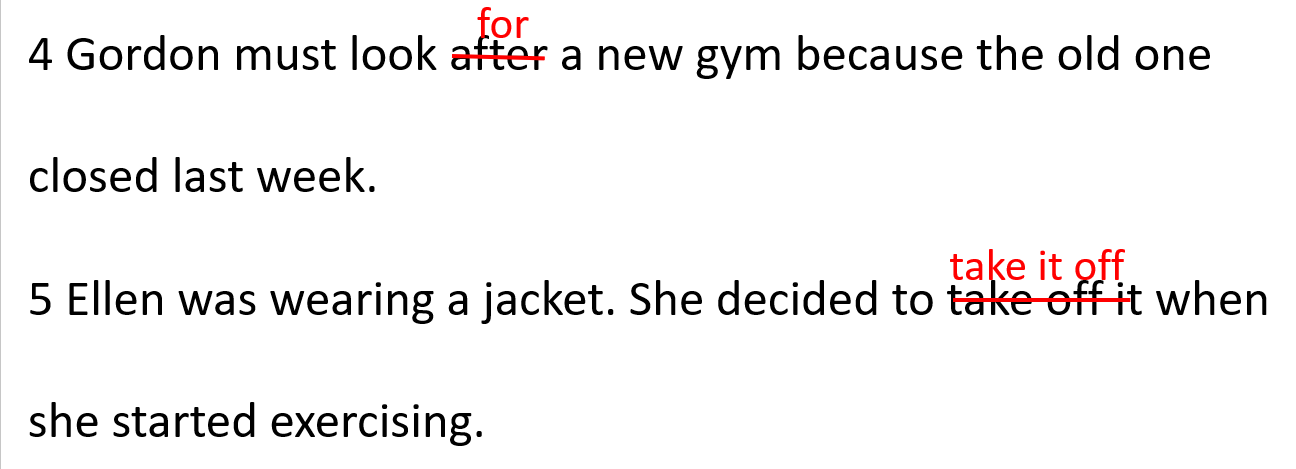 for
4 Gordon must look after a new gym because the old one
closed last week.
take it off
5 Ellen was wearing a jacket. She decided to take off it when
she started exercising.